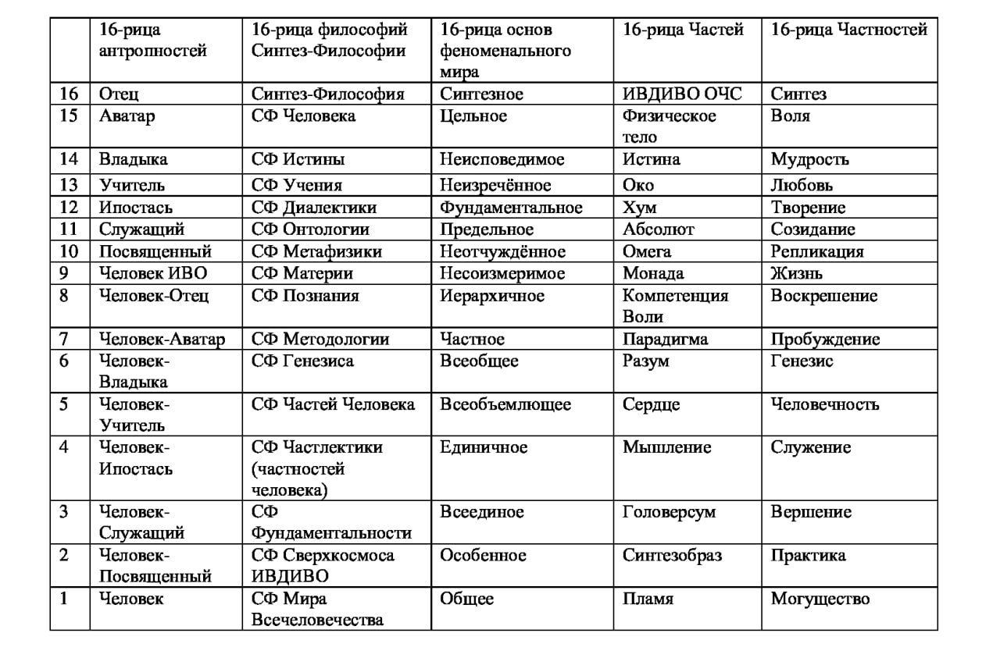 16-рица антропностей 16-рица философий Синтез-Философии 16-рица основ феноменального мира 16-рица Частей 16-рица Частностей
16 Отец Синтез-Философия Синтезное ИВДИВО ОЧС Синтез
15 Аватар СФ Человека Цельное Физическое тело Воля
14 Владыка СФ Истины Неисповедимое Истина Мудрость
13 Учитель СФ Учения Неизречённое Око Любовь
12 Ипостась СФ Диалектики Фундаментальное Хум Творение
11 Служащий СФ Онтологии Предельное Абсолют Созидание
10 Посвященный СФ Метафизики Неотчуждённое Омега Репликация
9 Человек ИВО СФ Материи Несоизмеримое Монада Жизнь
8 Человек-Отец СФ Познания Иерархичное Компетенция Воли Воскрешение
7 Человек-Аватар СФ Методологии Частное Парадигма Пробуждение
6 Человек-Владыка СФ Генезиса Всеобщее Разум Генезис
5 Человек-Учитель СФ Частей Человека Всеобъемлющее Сердце Человечность
4 Человек-Ипостась СФ Частлектики (частностей человека) Единичное Мышление Служение
3 Человек-Служащий СФ Фундаментальности Всеединое Головерсум Вершение
2 Человек-Посвященный СФ Сверхкосмоса ИВДИВО Особенное Синтезобраз Практика
1 Человек СФ Мира Всечеловечества Общее Пламя Могущество